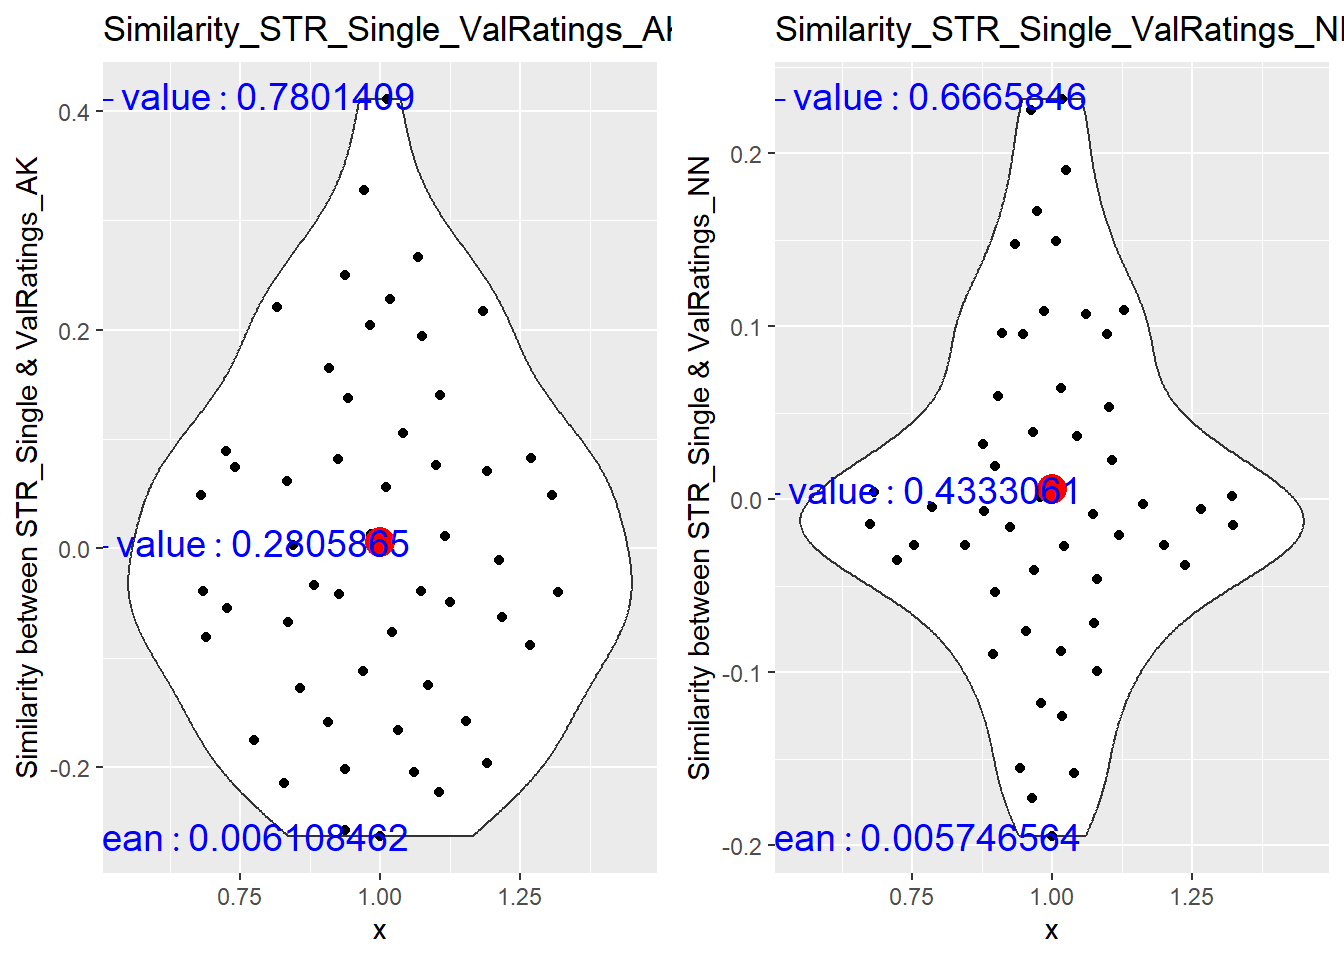 Similarity_STR_Single_ValRatings_AK
Similarity between STR_Single & ValRatings_AK
0.4
0.2
0.0
-0.2
- value : 0.7801409
- value : 0.2805865
ean : 0.006108462
0.75 1.00 1.25
x
Similarity_STR_Single_ValRatings_NN
Similarity between STR_Single & ValRatings_NN
0.2
0.1
0.0
-0.1
-0.2
- value : 0.6665846
- value : 0.4333061
ean : 0.005746564
0.75 1.00 1.25
x